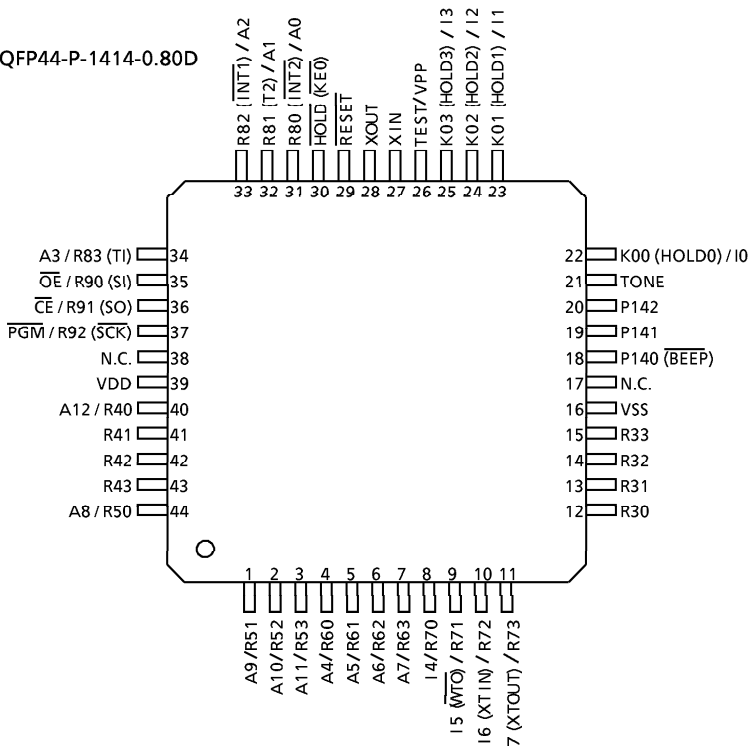 QFP44-P-1414-0.80D
R82 (INT1) / A2
R81 (T2) / A1
R80 (INT2) / A0
HOLD (KE0)
RESET
XOUT
XIN
TEST/VPP
K03 (HOLD3) / I3
K02 (HOLD2) / I2
K01 (HOLD1) / I1
33 32 31 30 29 28 27 26 25 24 23
A3 / R83 (TI) 34
OE / R90 (SI) 35
CE / R91 (SO) 36
PGM / R92 (SCK) 37
N.C. 38
VDD 39
A12 / R40 40
R41 41
R42 42
R43 43
A8 / R50 44
22 K00 (HOLD0) / I0
21 TONE
20 P142
19 P141
18 P140 (BEEP)
17 N.C.
16 VSS
15 R33
14 R32
13 R31
12 R30
1 2 3 4 5 6 7 8 9 10 11
A9/R51
A10/R52
A11/R53
A4/R60
A5/R61
A6/R62
A7/R63
I4/R70
I5 (WTO) / R71
I6 (XTIN) / R72
7 (XTOUT) / R73